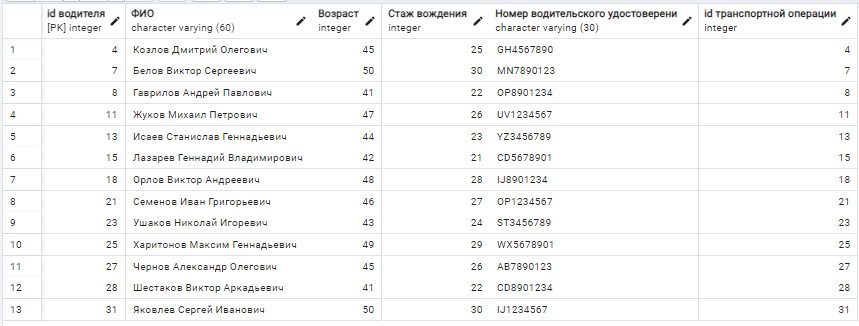 id водителя ФИО Возраст Стаж вождения Номер водительского удостоверени id транспортной операции
[PK] integer character varying (60) integer integer character varying (30) integer
1 4 Козлов Дмитрий Олегович 45 25 GH4567890 4
2 7 Белов Виктор Сергеевич 50 30 MN7890123 7
3 8 Гаврилов Андрей Павлович 41 22 OP8901234 8
4 11 Жуков Михаил Петрович 47 26 UV1234567 11
5 13 Исаев Станислав Геннадьевич 44 23 YZ3456789 13
6 15 Лазарев Геннадий Владимирович 42 21 CD5678901 15
7 18 Орлов Виктор Андреевич 48 28 IJ8901234 18
8 21 Семенов Иван Григорьевич 46 27 OP1234567 21
9 23 Ушаков Николай Игоревич 43 24 ST3456789 23
10 25 Харитонов Максим Геннадьевич 49 29 WX5678901 25
11 27 Чернов Александр Олегович 45 26 AB7890123 27
12 28 Шестаков Виктор Аркадьевич 41 22 CD8901234 28
13 31 Яковлев Сергей Иванович 50 30 IJ1234567 31